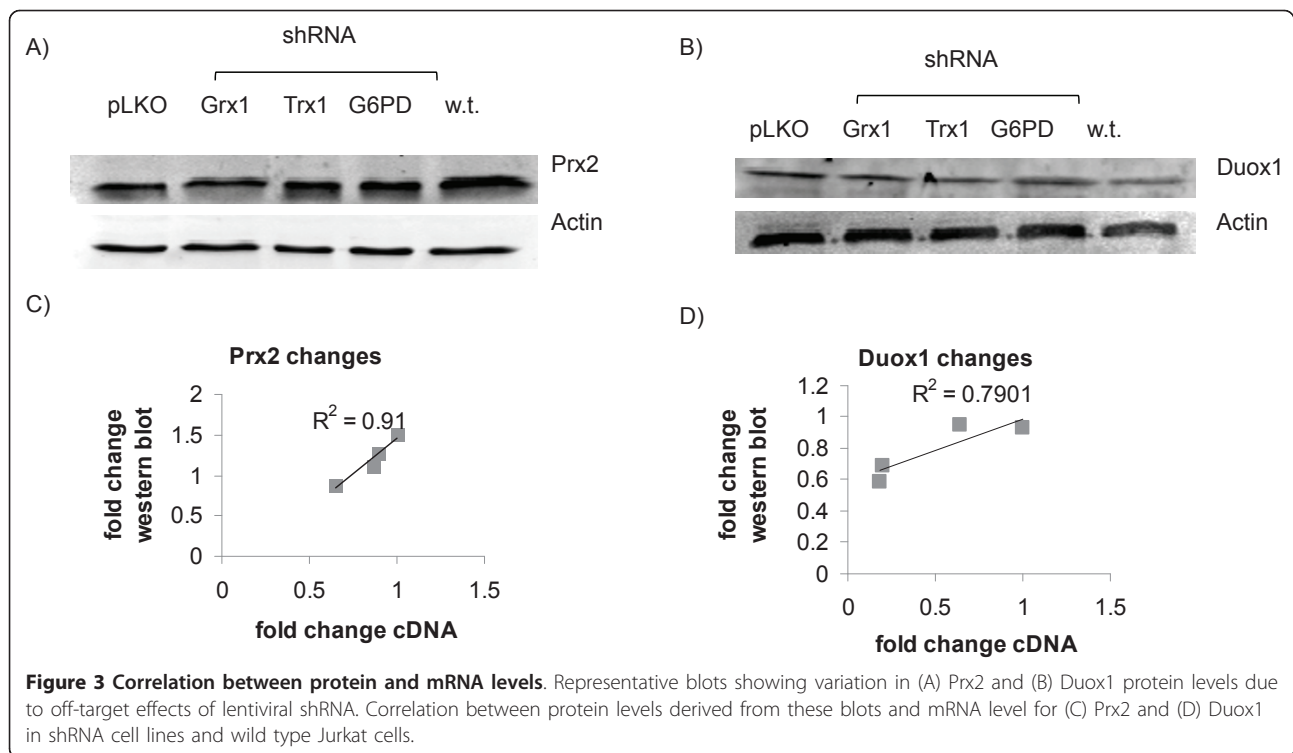 A)
shRNA
pLKO Grx1 Trx1 G6PD w.t.
Prx2
Actin
B)
shRNA
pLKO Grx1 Trx1 G6PD w.t.
Duox1
Actin
C)
Prx2 changes
R² = 0.91
2
1.5
1
0.5
0
fold change
western blot
0 0.5 1 1.5
fold change cDNA
D)
Duox1 changes
R² = 0.7901
1.2
1
0.8
0.6
0.4
0.2
0
fold change
western blot
0 0.5 1 1.5
fold change cDNA
Figure 3 Correlation between protein and mRNA levels. Representative blots showing variation in (A) Prx2 and (B) Duox1 protein levels due
to off-target effects of lentiviral shRNA. Correlation between protein levels derived from these blots and mRNA level for (C) Prx2 and (D) Duox1
in shRNA cell lines and wild type Jurkat cells.